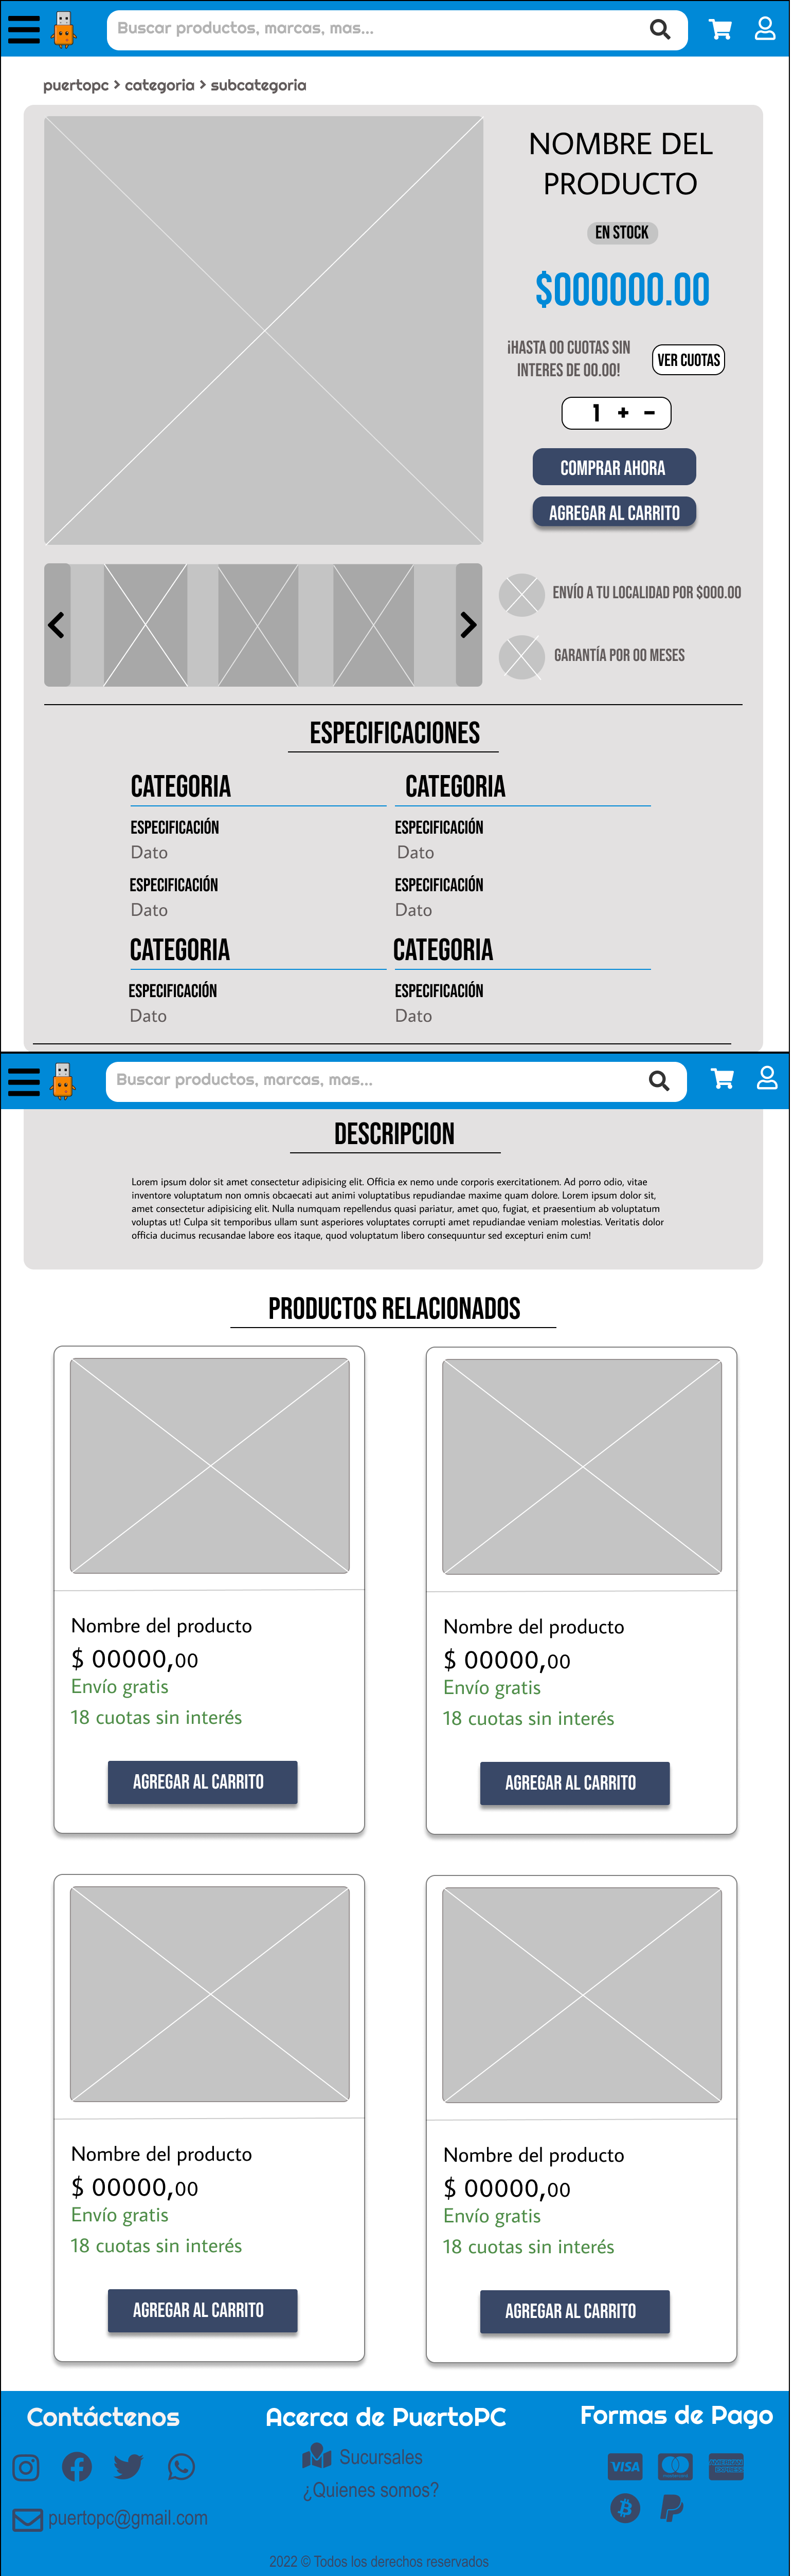 Buscar productos, marcas, mas...
puertopc > categoria > subcategoria
NOMBRE DEL
PRODUCTO
EN STOCK
$000000.00
¡HASTA 00 CUOTAS SIN
INTERES DE 00.00!
VER CUOTAS
1 + -
COMPRAR AHORA
AGREGAR AL CARRITO
ENVÍO A TU LOCALIDAD POR $000.00
GARANTÍA POR 00 MESES
ESPECIFICACIONES
CATEGORIA
CATEGORIA
ESPECIFICACIÓN
ESPECIFICACIÓN
Dato
Dato
ESPECIFICACIÓN
ESPECIFICACIÓN
Dato
Dato
CATEGORIA
CATEGORIA
ESPECIFICACIÓN
ESPECIFICACIÓN
Dato
Dato
Buscar productos, marcas, mas...
DESCRIPCION
Lorem ipsum dolor sit amet consectetur adipisicing elit. Officia ex nemo unde corporis exercitationem. Ad porro odio, vitae
inventore voluptatum non omnis obcaecati aut animi voluptatibus repudiandae maxime quam dolore. Lorem ipsum dolor sit,
amet consectetur adipisicing elit. Nulla numquam repellendus quasi pariatur, amet quo, fugiat, et praesentium ab voluptatum
voluptas ut! Culpa sit temporibus ullam sunt asperiores voluptates corrupti amet repudiandae veniam molestias. Veritatis dolor
officia ducimus recusandae labore eos itaque, quod voluptatum libero consequuntur sed excepturi enim cum!
PRODUCTOS RELACIONADOS
Nombre del producto
$ 00000,00
Envío gratis
18 cuotas sin interés
AGREGAR AL CARRITO
Nombre del producto
$ 00000,00
Envío gratis
18 cuotas sin interés
AGREGAR AL CARRITO
Nombre del producto
$ 00000,00
Envío gratis
18 cuotas sin interés
AGREGAR AL CARRITO
Nombre del producto
$ 00000,00
Envío gratis
18 cuotas sin interés
AGREGAR AL CARRITO
Contáctenos
puertopc@gmail.com
Acerca de PuertoPC
Sucursales
¿Quienes somos?
Formas de Pago
VISA
2022 © Todos los derechos reservados